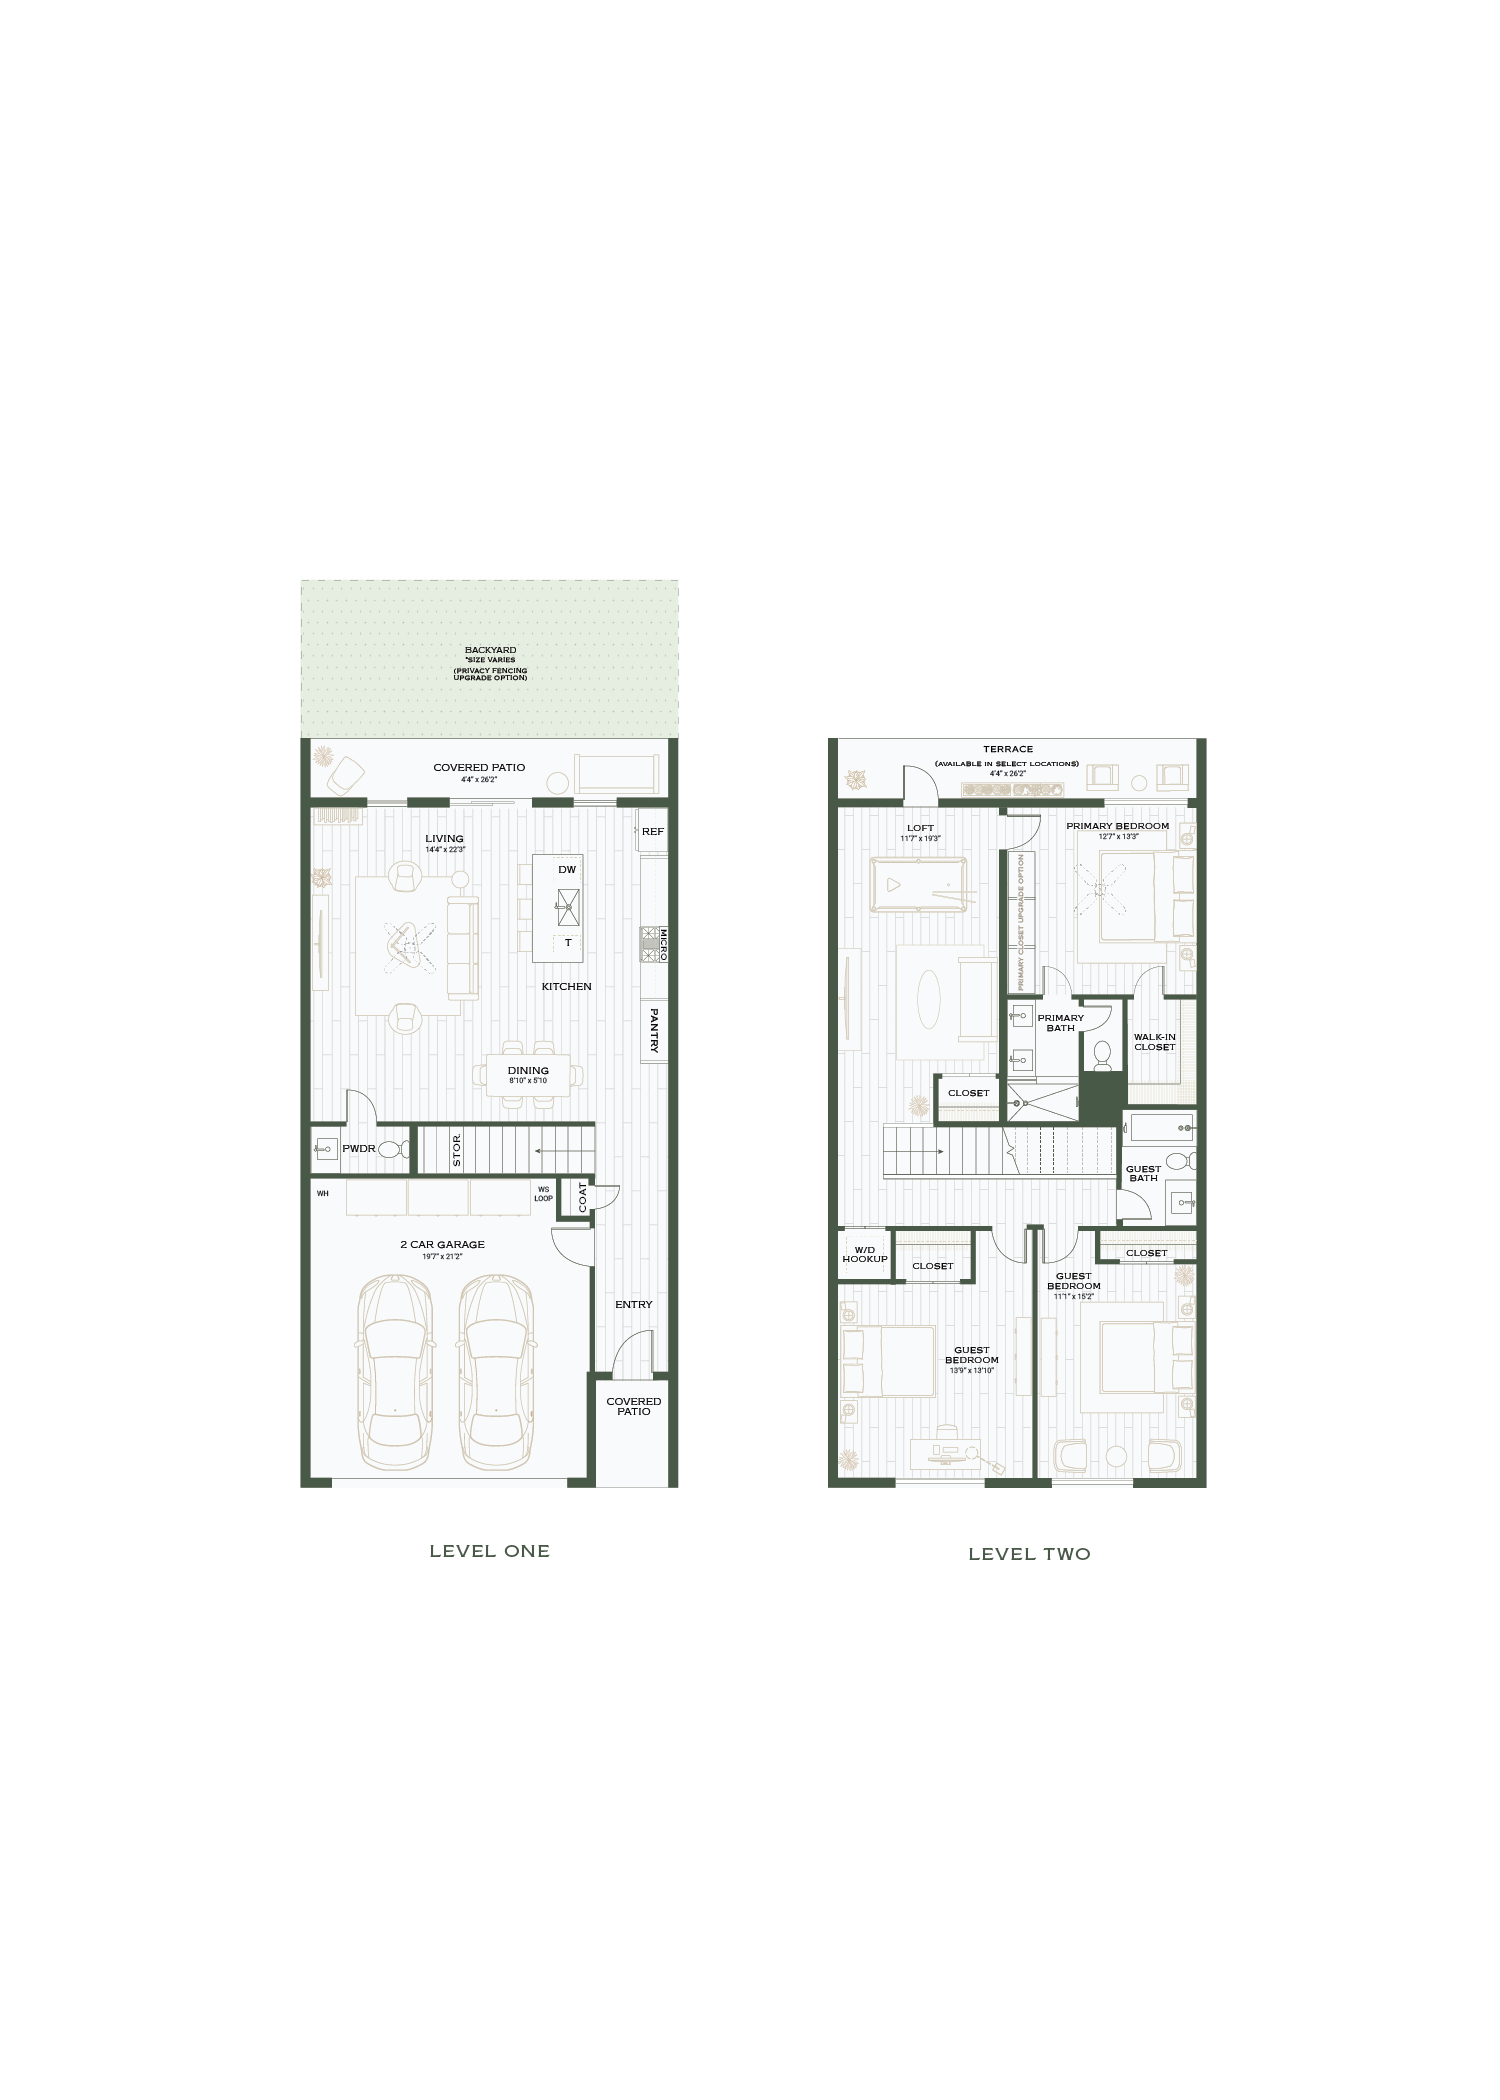 BACKYARD
*SIZE VARIES
(PRIVACY FENCING
UPGRADE OPTION)
COVERED PATIO
4'4" x 26'2"
LIVING
14'4" x 22'3"
REF
DW
T
MICRO
KITCHEN
PANTRY
DINING
8'10" x 5'10
PWDR
STOR.
WH
WS
LOOP
COAT
2 CAR GARAGE
19'7" x 21'2"
ENTRY
COVERED
PATIO
LEVEL ONE
TERRACE
(AVAILABLE IN SELECT LOCATIONS)
4'4" x 26'2"
LOFT
11'7" x 19'3"
PRIMARY BEDROOM
12'7" x 13'3"
PRIMARY CLOSET UPGRADE OPTION
PRIMARY
BATH
WALK-IN
CLOSET
CLOSET
GUEST
BATH
W/D
HOOKUP
CLOSET
CLOSET
GUEST
BEDROOM
11'1" x 15'2"
GUEST
BEDROOM
13'9" x 13'10"
LEVEL TWO